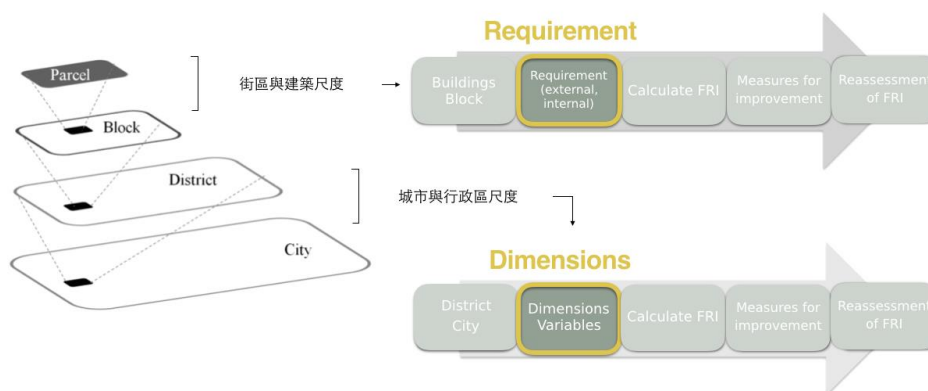 Parcel
Block
District
City
街區與建築尺度
城市與行政區尺度
Requirement
Buildings
Block
Requirement
(external,
internal)
Calculate FRI
Measures for
improvement
Reassessment
of FRI
Dimensions
District
City
Dimensions
Variables
Calculate FRI
Measures for
improvement
Reassessment
of FRI